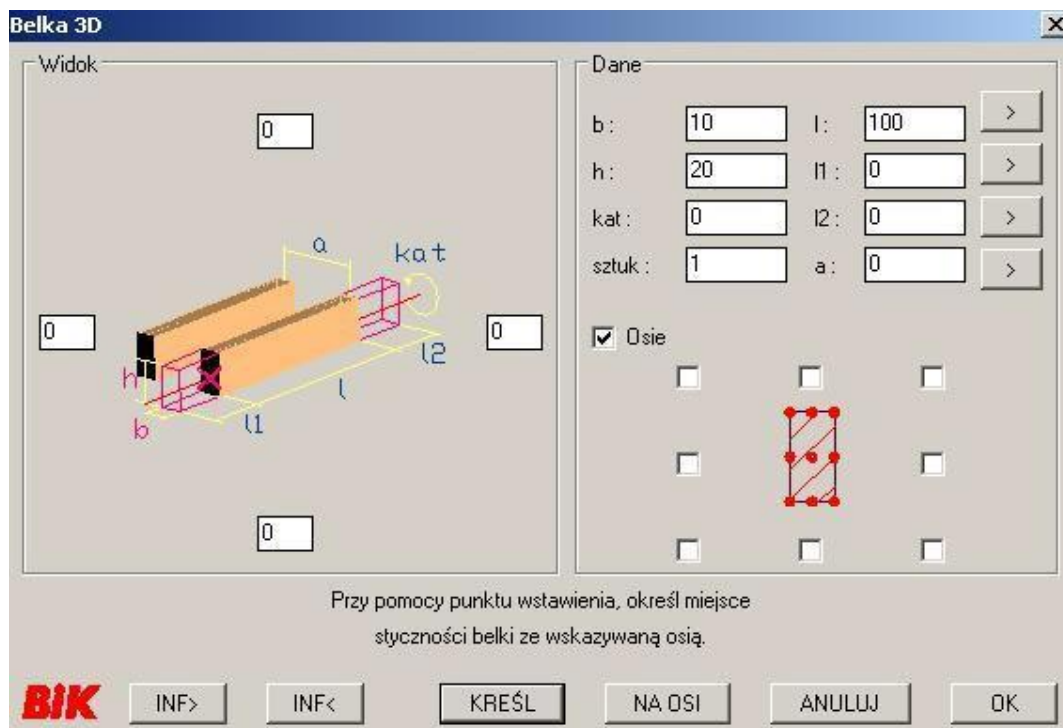 Belka 3D
Widok
0
0
0
0
a
kat
h
b
l1
l
l2
Dane
b : 10 l : 100 >
h : 20 l1 : 0 >
kat : 0 l2 : 0 >
sztuk : 1 a : 0 >
Osie
Przy pomocy punktu wstawienia, określ miejsce
styczności belki ze wskazywaną osią.
BiK INF> INF< KREŚL NA OSI ANULUJ OK